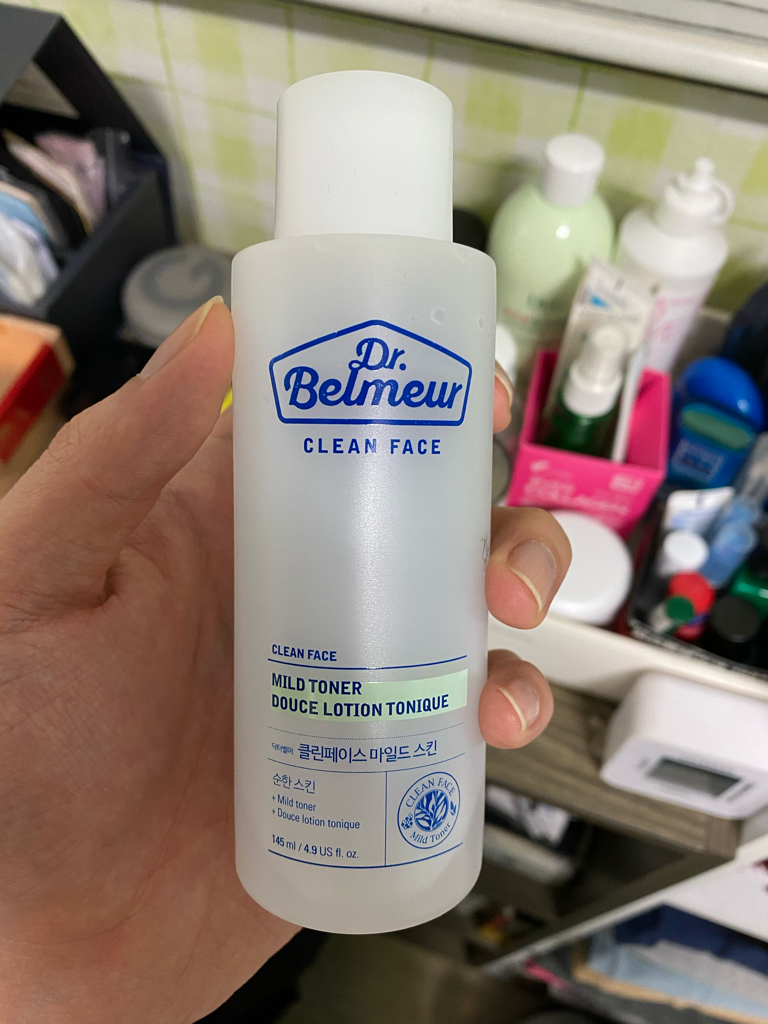 Dr.
Belmeur
CLEAN FACE
CLEAN FACE
MILD TONER
DOUCE LOTION TONIQUE
닥터벨머 클린페이스 마일드 스킨
순한 스킨
+ Mild toner
+ Douce lotion tonique
145 ml / 4.9 US fl. oz.
CLEAN FACE
Mild Toner
COLLAGEN